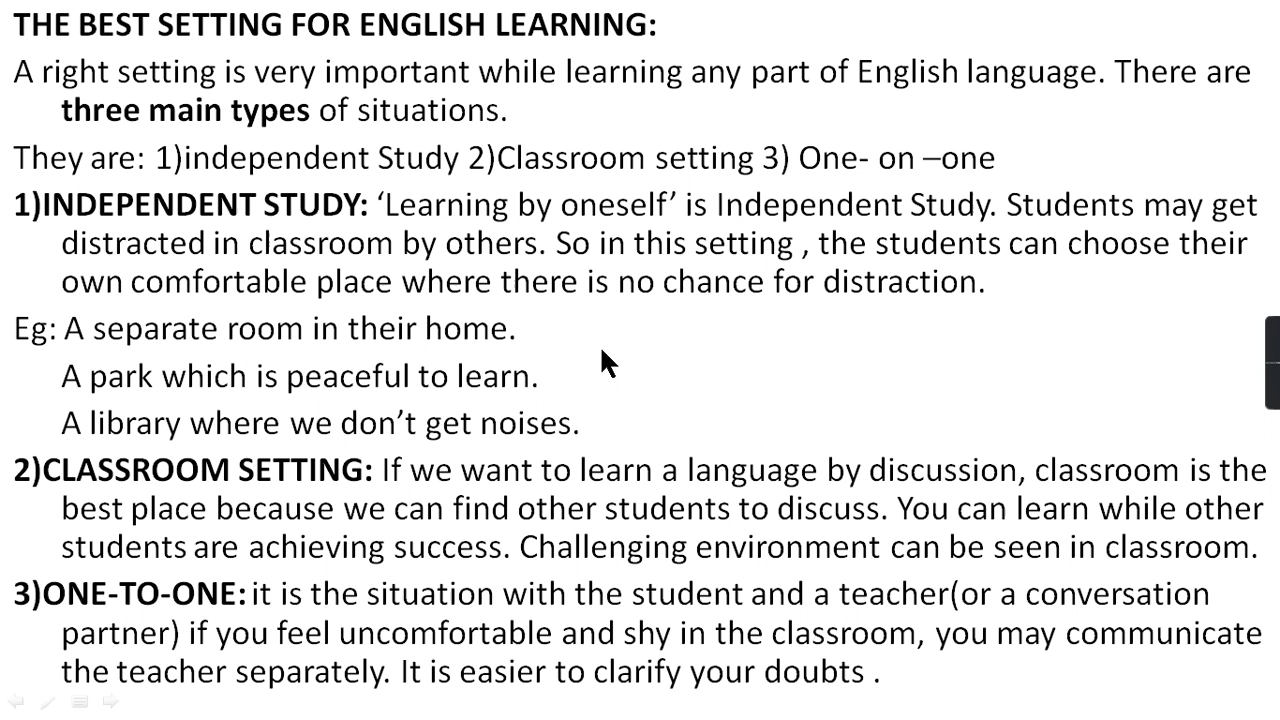 THE BEST SETTING FOR ENGLISH LEARNING:
A right setting is very important while learning any part of English language. There are
three main types of situations.
They are: 1)independent Study 2)Classroom setting 3) One- on –one
1)INDEPENDENT STUDY: ‘Learning by oneself’ is Independent Study. Students may get
distracted in classroom by others. So in this setting , the students can choose their
own comfortable place where there is no chance for distraction.
Eg: A separate room in their home.
A park which is peaceful to learn.
A library where we don’t get noises.
2)CLASSROOM SETTING: If we want to learn a language by discussion, classroom is the
best place because we can find other students to discuss. You can learn while other
students are achieving success. Challenging environment can be seen in classroom.
3)ONE-TO-ONE: it is the situation with the student and a teacher(or a conversation
partner) if you feel uncomfortable and shy in the classroom, you may communicate
the teacher separately. It is easier to clarify your doubts .